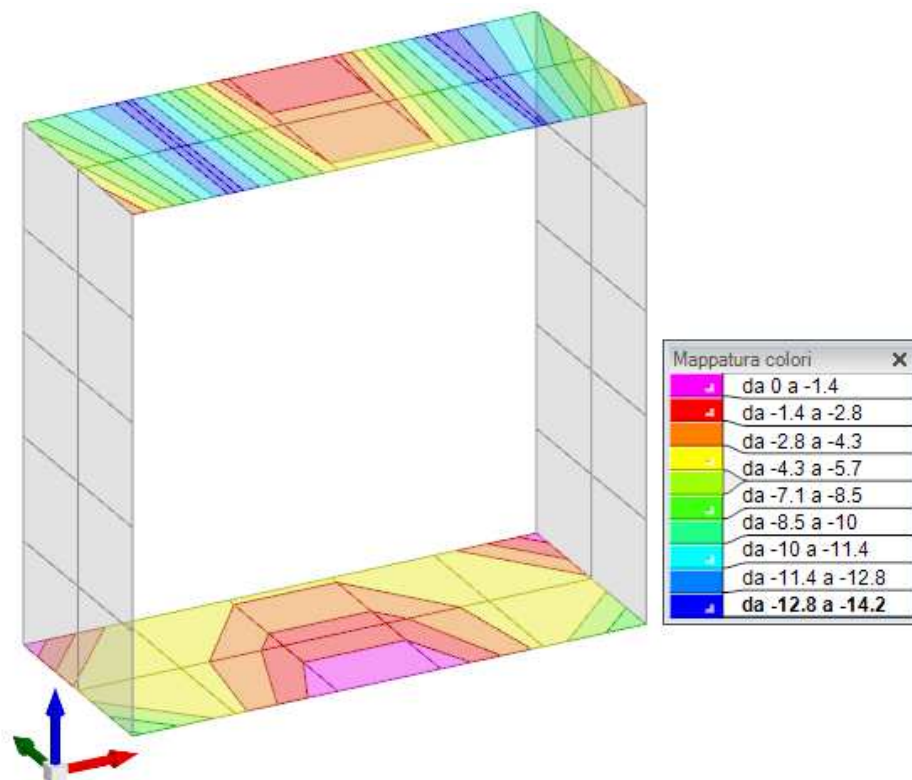 Mappatura colori
da 0 a -1.4
da -1.4 a -2.8
da -2.8 a -4.3
da -4.3 a -5.7
da -7.1 a -8.5
da -8.5 a -10
da -10 a -11.4
da -11.4 a -12.8
da -12.8 a -14.2